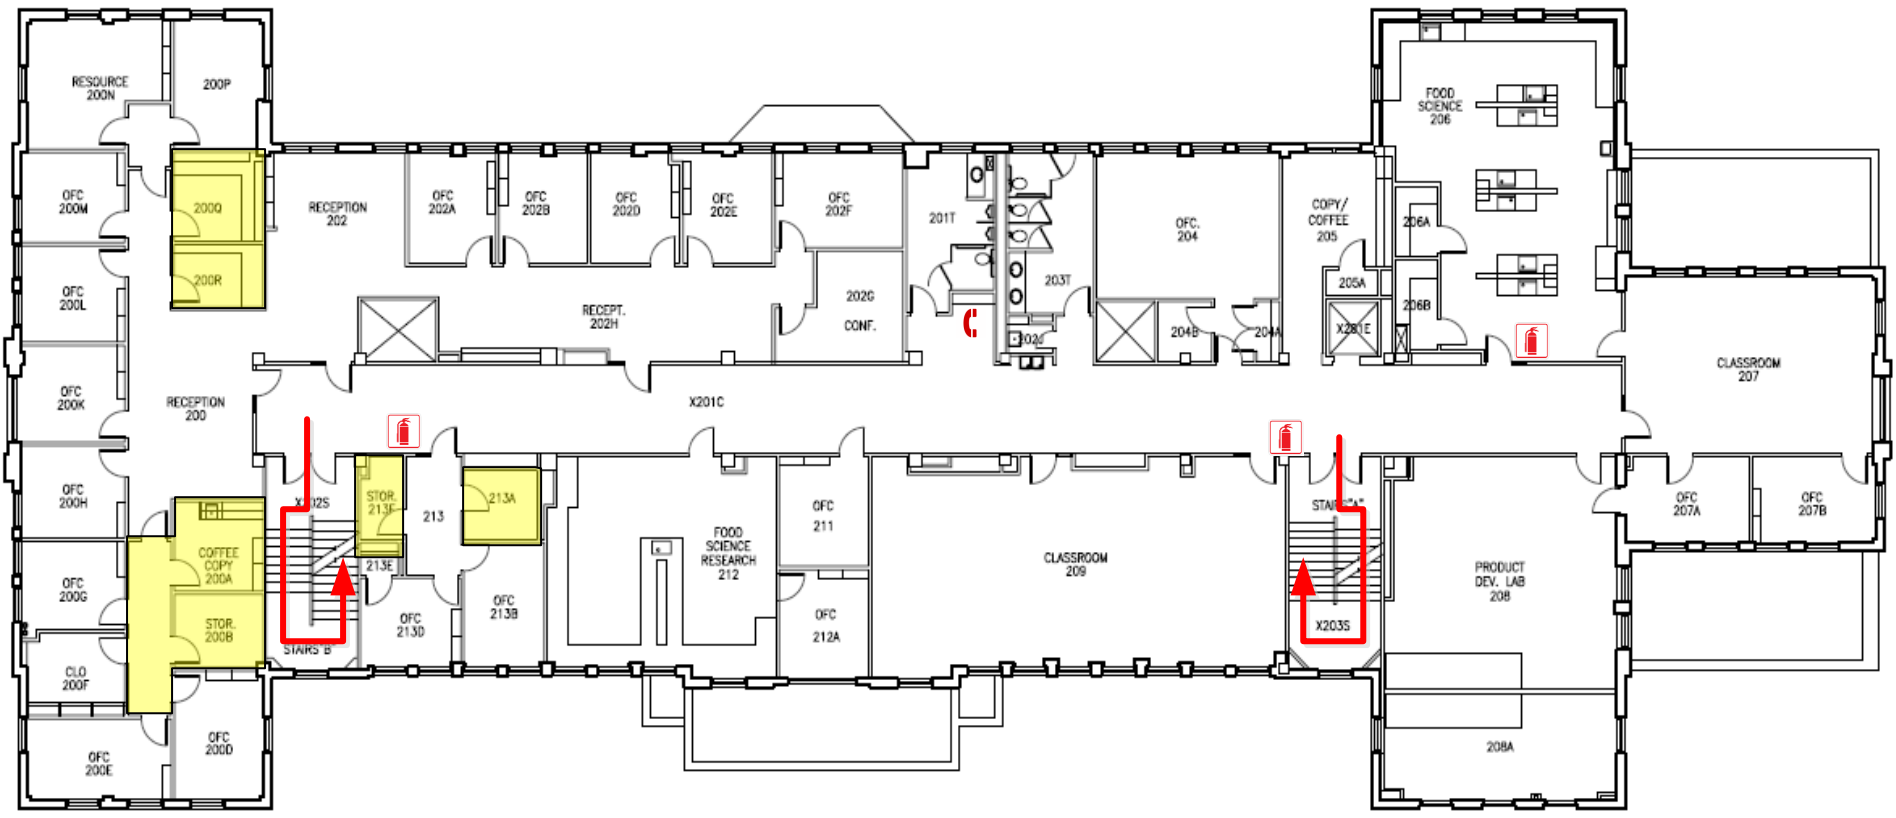 RESOURCE
200N
200P
FOOD
SCIENCE
206
OFC
200M
200Q
RECEPTION
202
OFC
202A
OFC
202B
OFC
202D
OFC
202E
OFC
202F
201T
OFC.
204
COPY/
COFFEE
205
206A
OFC
200L
200R
203T
205A
202G
CONF.
RECEPT.
202H
206B
204B
204A
X201E
CLASSROOM
207
OFC
200K
RECEPTION
200
X201C
OFC
200H
STOR.
213F
213A
213
OFC
211
STAIRS"A"
OFC
207A
OFC
207B
COFFEE
COPY
200A
213E
FOOD
SCIENCE
RESEARCH
212
CLASSROOM
209
PRODUCT
DEV. LAB
208
OFC
200G
STOR.
200B
OFC
213D
OFC
213B
OFC
212A
X203S
STAIRS"B"
CLO
200F
OFC
200D
OFC
200E
208A